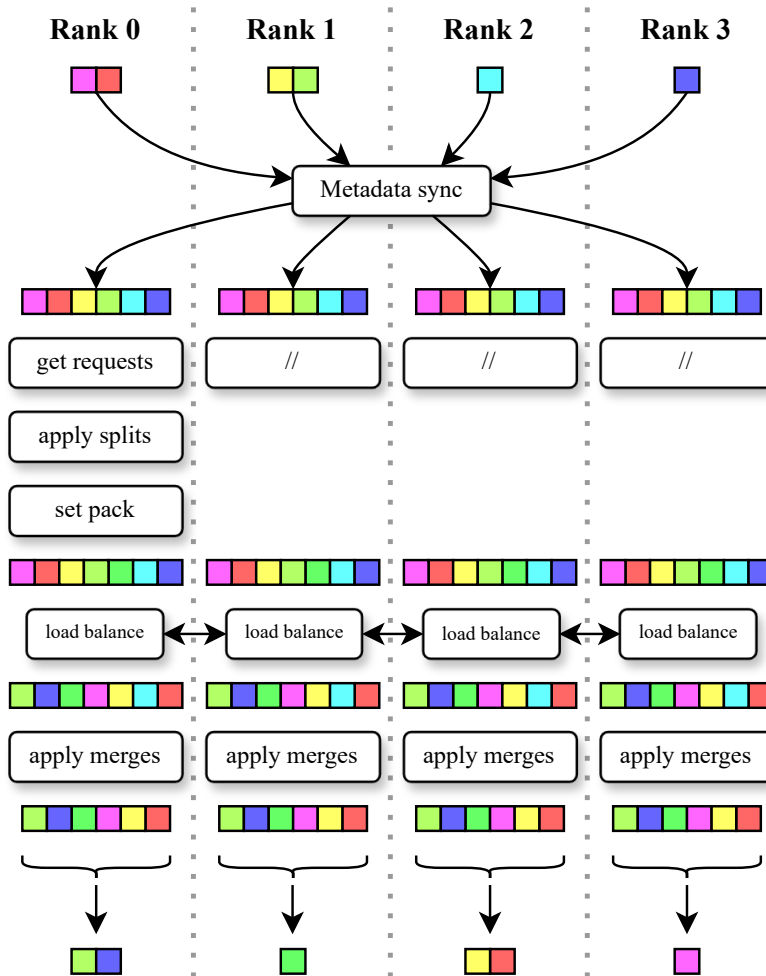 Rank 0 Rank 1 Rank 2 Rank 3
Metadata sync
get requests // // //
apply splits
set pack
load balance load balance load balance load balance
apply merges apply merges apply merges apply merges